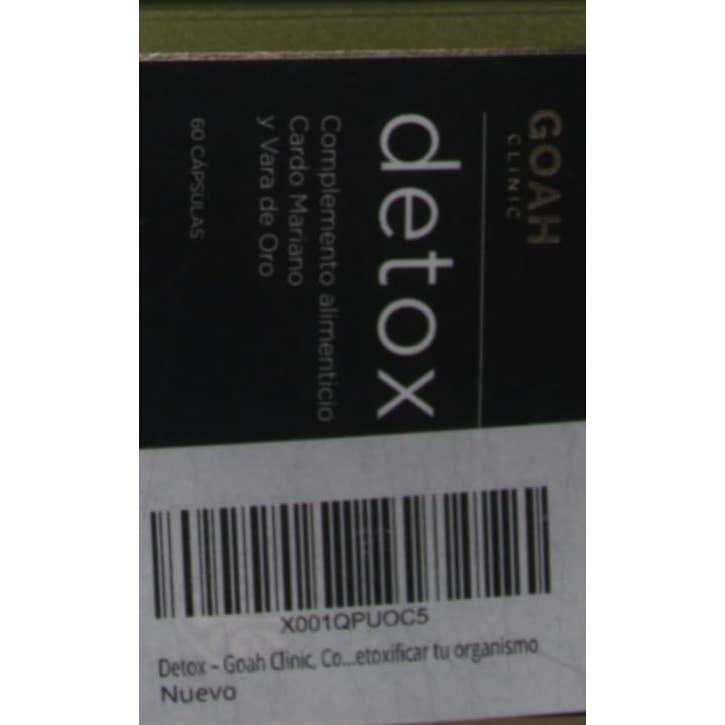 GOAH
CLINIC
detox
Complemento alimenticio
Cardo Mariano
y Vara de Oro
60 CÁPSULAS
X001QPUOC5
Detox – Goah Clinic, Co...etoxificar tu organismo
Nuevo